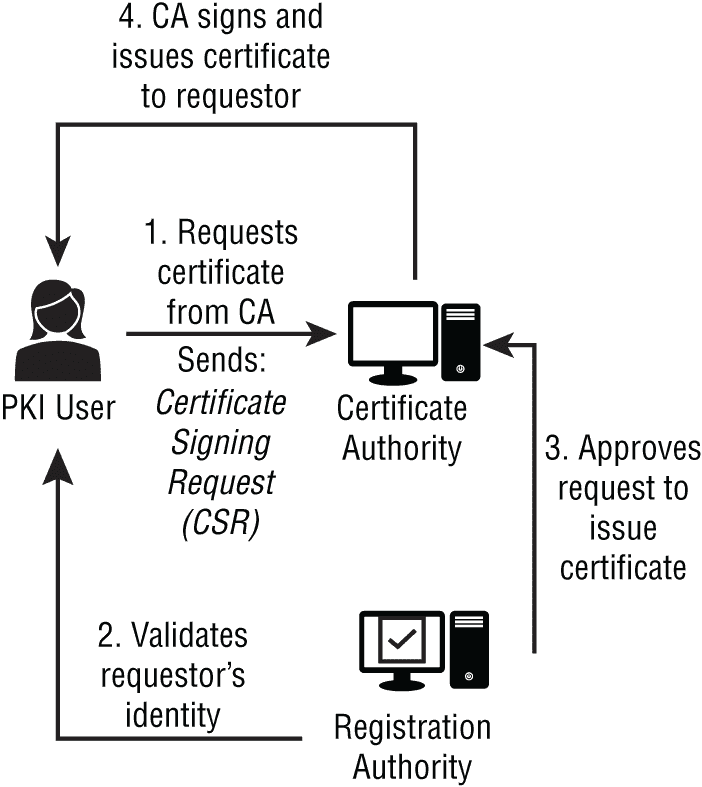 4. CA signs and
issues certificate
to requestor
1. Requests
certificate
from CA
Sends:
Certificate
Signing
Request
(CSR)
PKI User
Certificate
Authority
3. Approves
request to
issue
certificate
2. Validates
requestor’s
identity
Registration
Authority